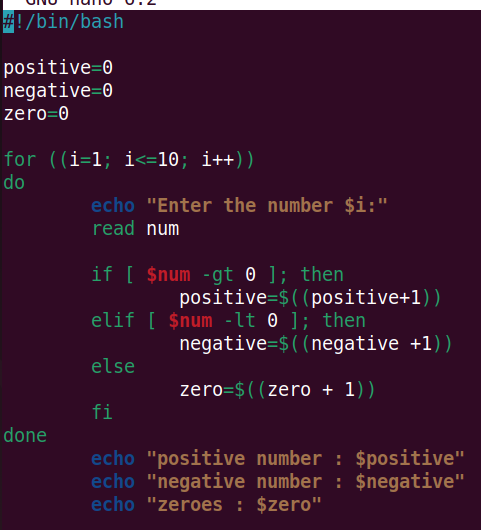 GNU nano 6.2
#!/bin/bash
positive=0
negative=0
zero=0
for ((i=1; i<=10; i++))
do
echo "Enter the number $i:"
read num
if [ $num -gt 0 ]; then
positive=$((positive+1))
elif [ $num -lt 0 ]; then
negative=$((negative +1))
else
zero=$((zero + 1))
fi
done
echo "positive number : $positive"
echo "negative number : $negative"
echo "zeroes : $zero"